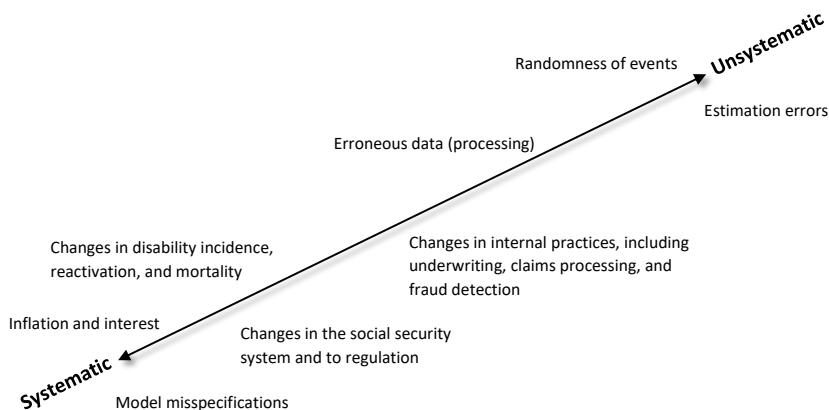 Unsystematic
Randomness of events
Estimation errors
Erroneous data (processing)
Changes in disability incidence,
reactivation, and mortality
Changes in internal practices, including
underwriting, claims processing, and
fraud detection
Inflation and interest
Changes in the social security
system and to regulation
Systematic
Model misspecifications